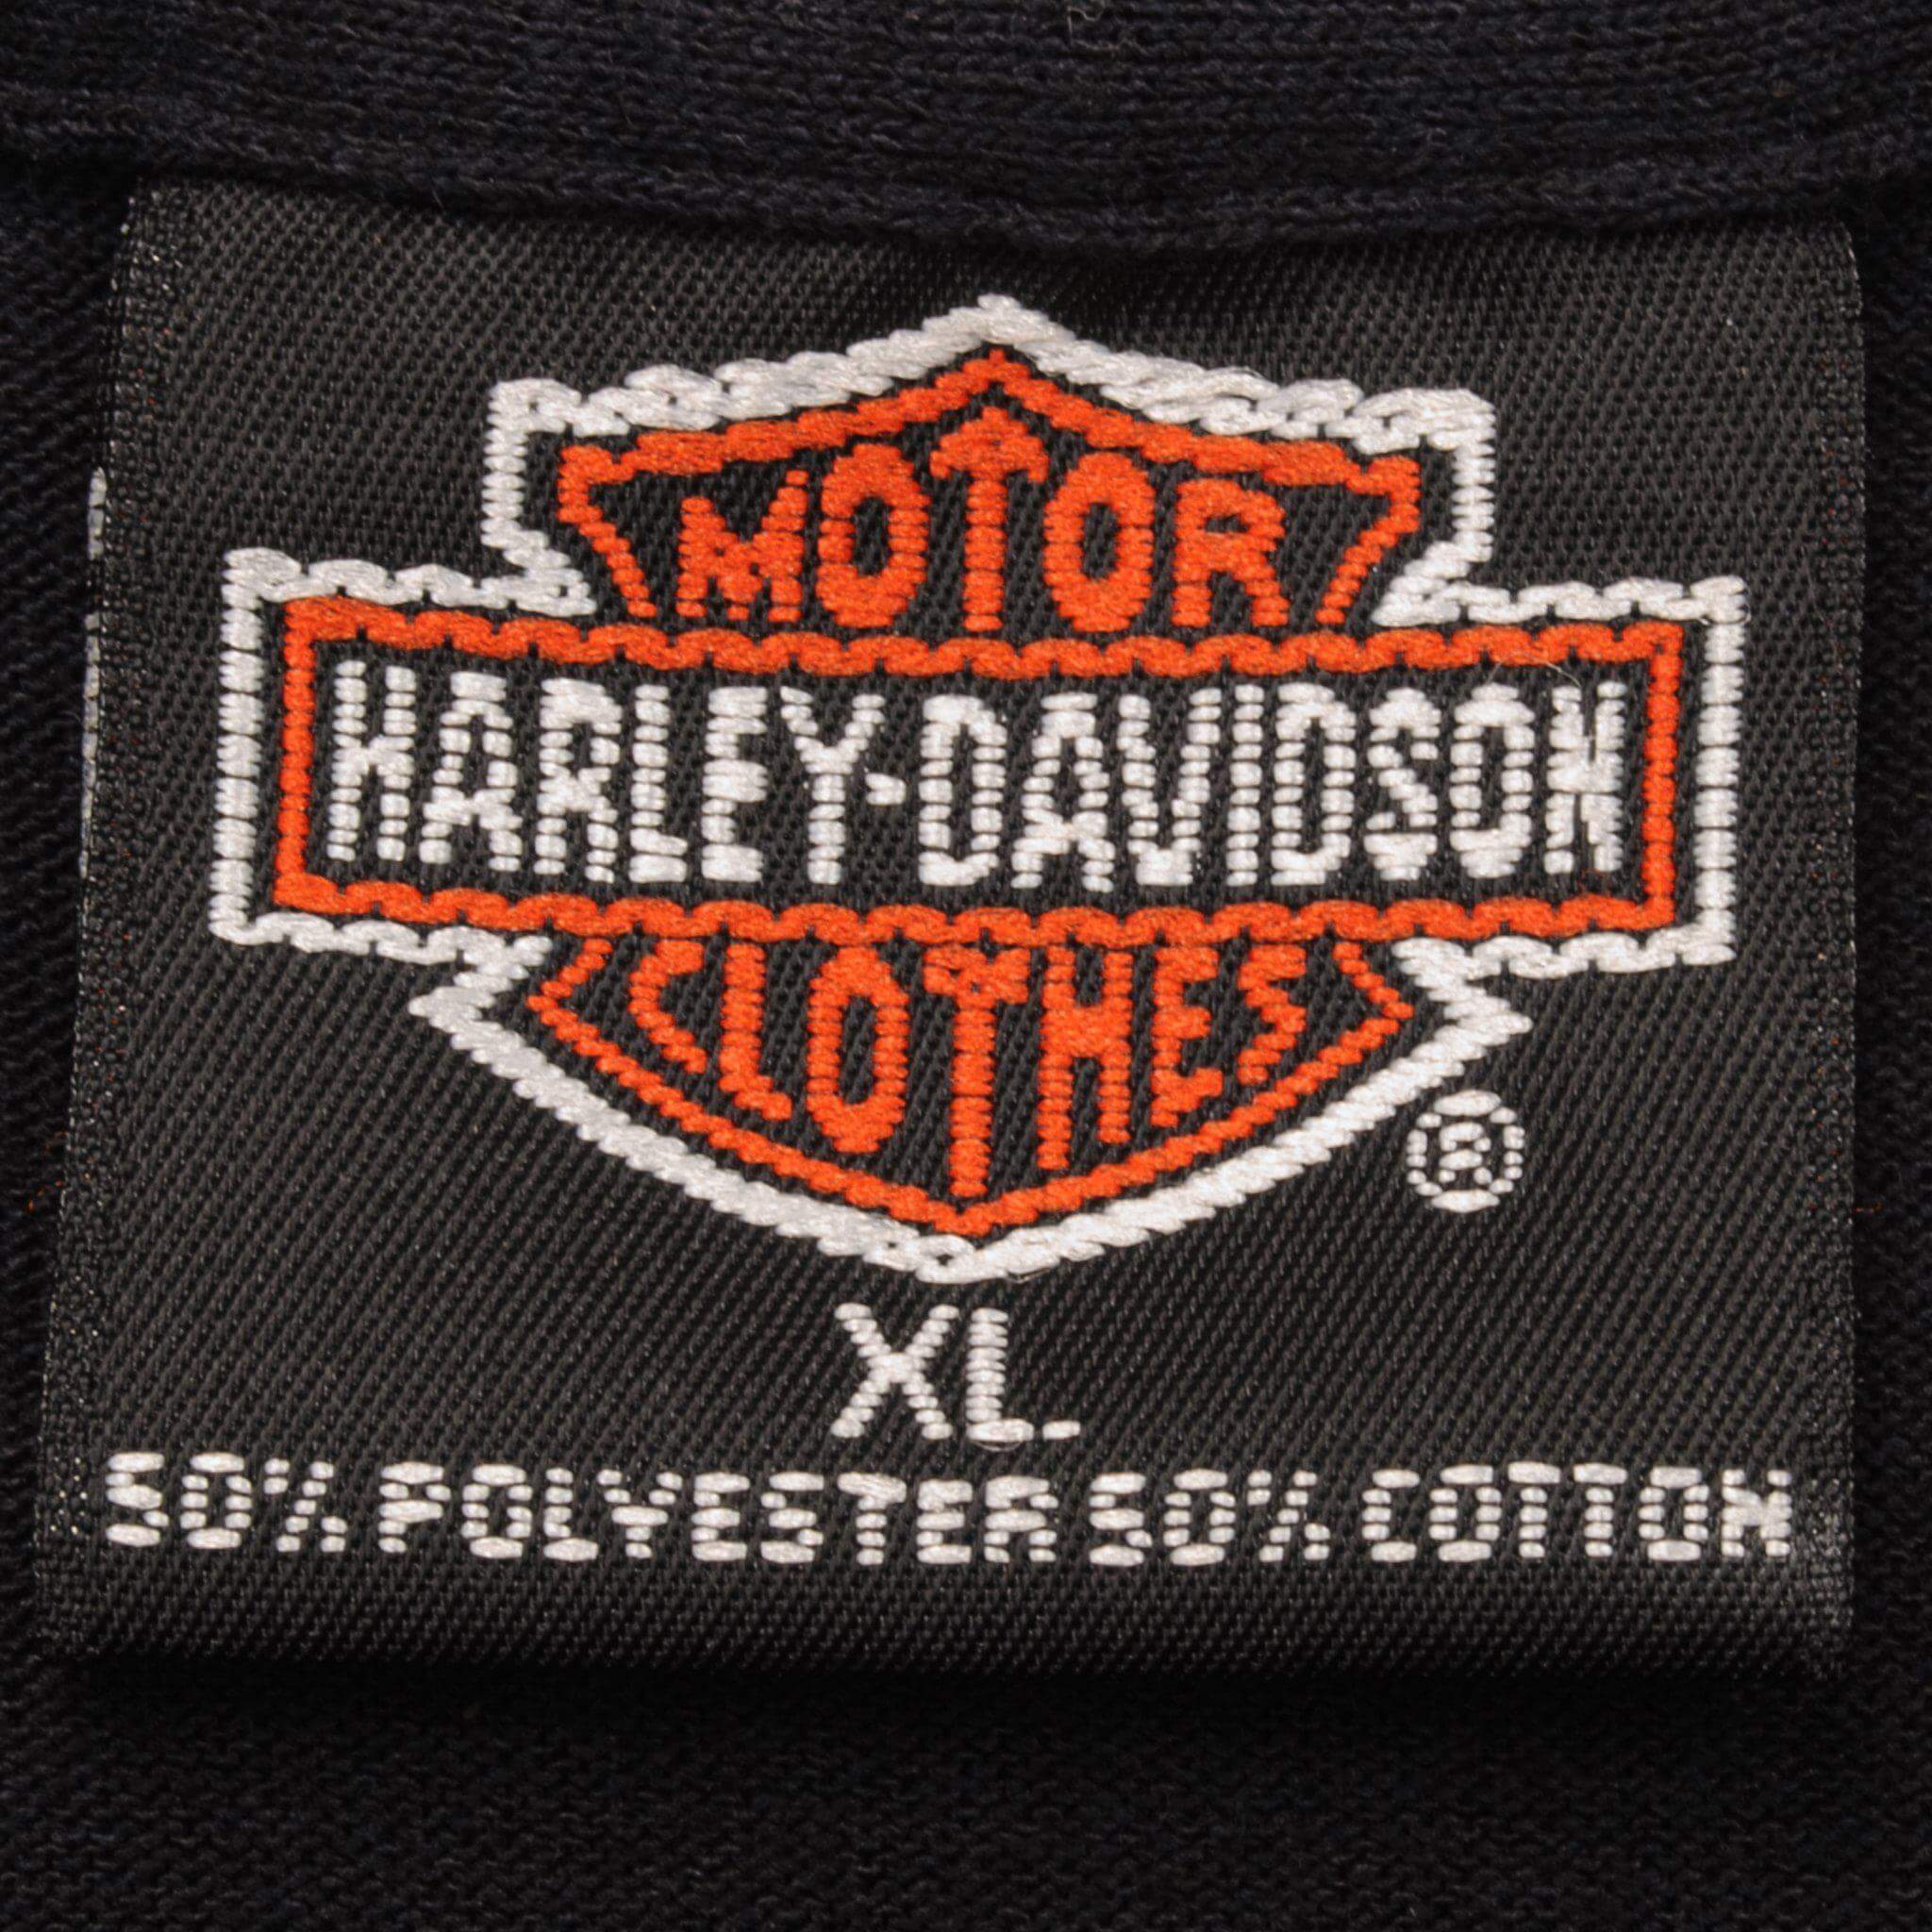 MOTOR
HARLEY-DAVIDSON
CLOTHES
®
XL
50% POLYESTER 50% COTTON